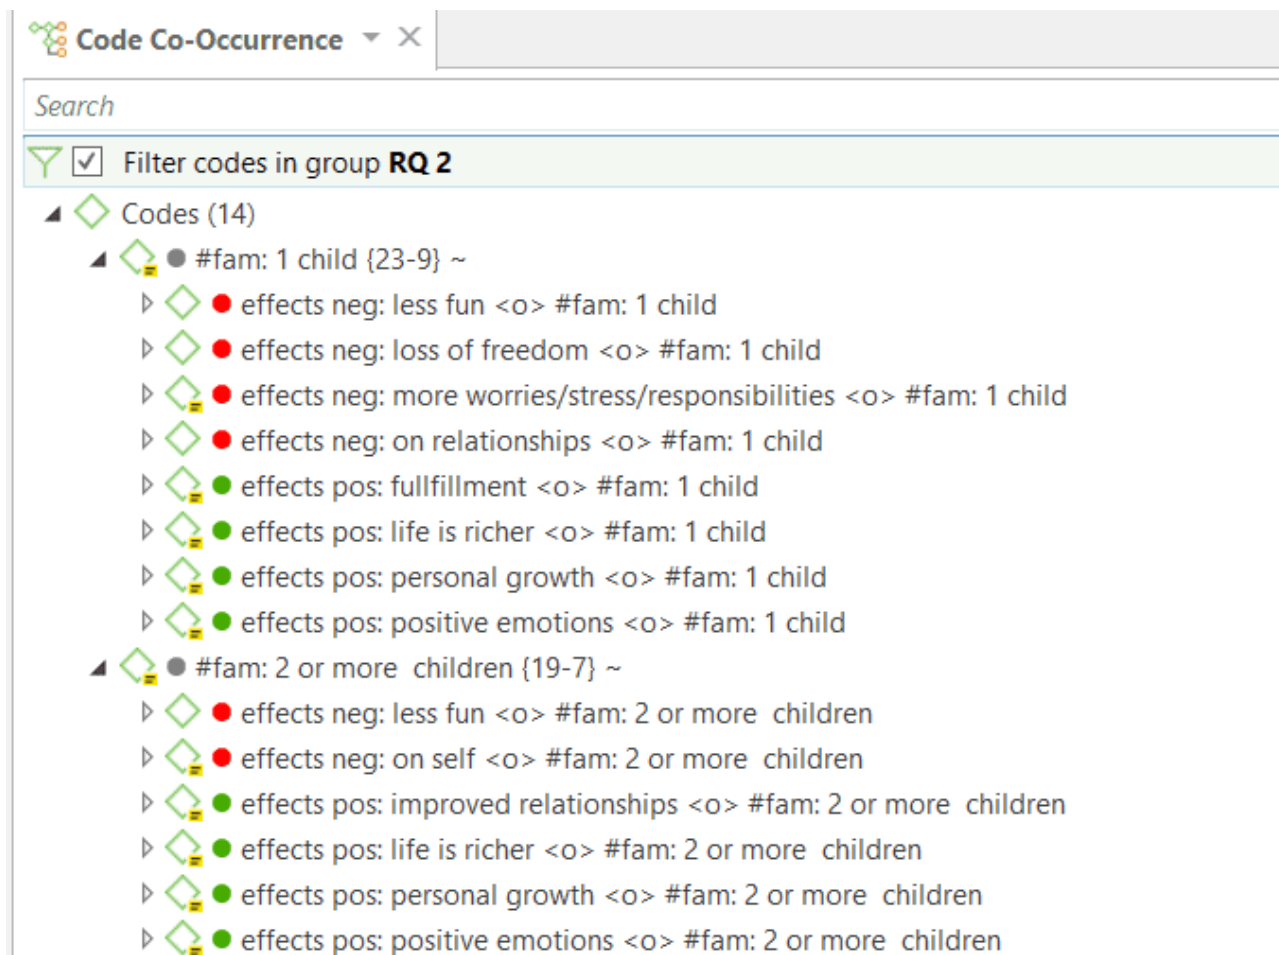 Code Co-Occurrence
Search
Filter codes in group RQ 2
Codes (14)
#fam: 1 child {23-9} ~
effects neg: less fun <o> #fam: 1 child
effects neg: loss of freedom <o> #fam: 1 child
effects neg: more worries/stress/responsibilities <o> #fam: 1 child
effects neg: on relationships <o> #fam: 1 child
effects pos: fullfillment <o> #fam: 1 child
effects pos: life is richer <o> #fam: 1 child
effects pos: personal growth <o> #fam: 1 child
effects pos: positive emotions <o> #fam: 1 child
#fam: 2 or more  children {19-7} ~
effects neg: less fun <o> #fam: 2 or more  children
effects neg: on self <o> #fam: 2 or more  children
effects pos: improved relationships <o> #fam: 2 or more  children
effects pos: life is richer <o> #fam: 2 or more  children
effects pos: personal growth <o> #fam: 2 or more  children
effects pos: positive emotions <o> #fam: 2 or more  children